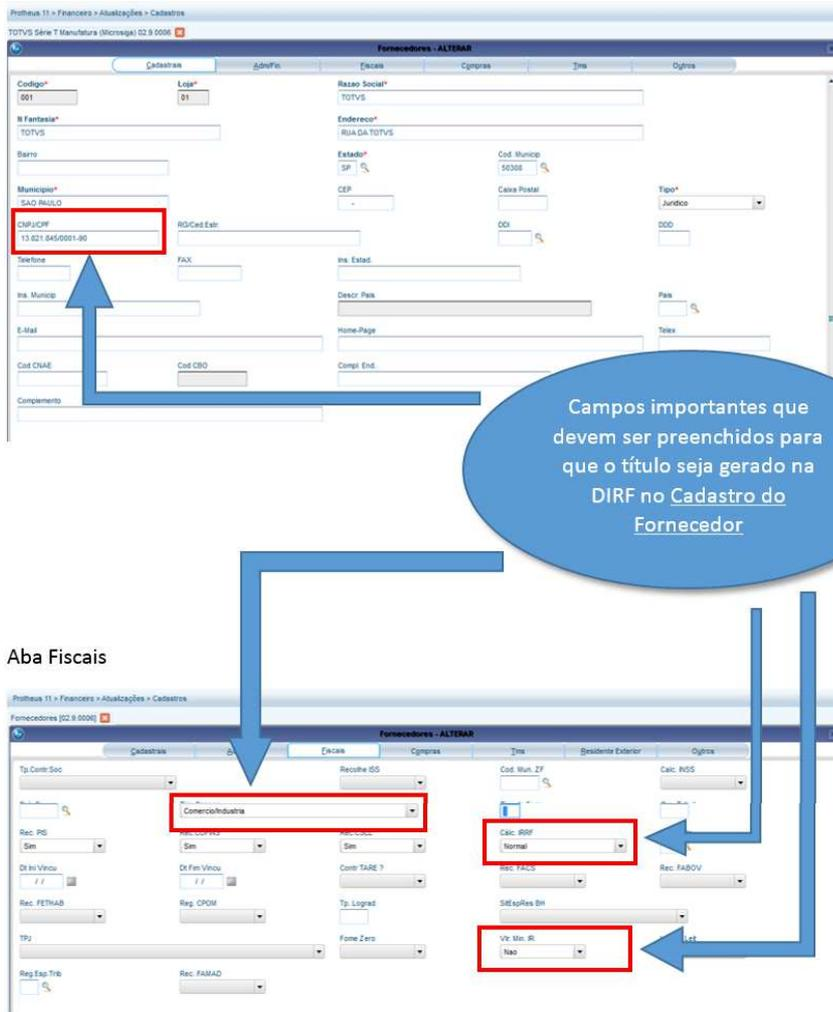 Protheus 11 > Financeiro > Atualizações > Cadastros
TOTVS Série T Manufatura (Microsiga) 02.9.0006
Fornecedores - ALTERAR
Cadastrais Adm/Fin. Fiscais Compras Tms Outros
Codigo* Loja* Razao Social*
001 01 TOTVS
N Fantasia* Endereco*
TOTVS RUA DA TOTVS
Bairro Estado* Cod. Municip
SP 50308
Municipio* CEP Caixa Postal Tipo*
SAO PAULO - Juridico
CNPJ/CPF RG/Ced.Estr. DDI DDD
13.821.845/0001-90
Telefone FAX Ins. Estad.
Ins. Municip Descr. Pais Pais
E-Mail Home-Page Telex
Cod CNAE Cod CBO Compl. End.
Complemento
Campos importantes que
devem ser preenchidos para
que o título seja gerado na
DIRF no Cadastro do
Fornecedor
Aba Fiscais
Protheus 11 > Financeiro > Atualizações > Cadastros
Fornecedores [02.9.0006]
Fornecedores - ALTERAR
Cadastrais Fiscais Compras Tms Residente Exterior Outros
Tp.Contr.Soc Recolhe ISS Cod. Mun. ZF Calc. INSS
Comercio/Industria
Rec. PIS Rec.COFINS Rec.CSLL Calc. IRRF
Sim Sim Sim Normal
Dt Ini Vincu Dt Fim Vincu Contr TARE ? Rec. FACS Rec. FABOV
/ / / /
Rec. FETHAB Reg. CPOM Tp. Lograd SitEspRes BH
TPJ Fome Zero Vlr. Min. IR.
Nao
Reg.Esp.Trib Rec. FAMAD